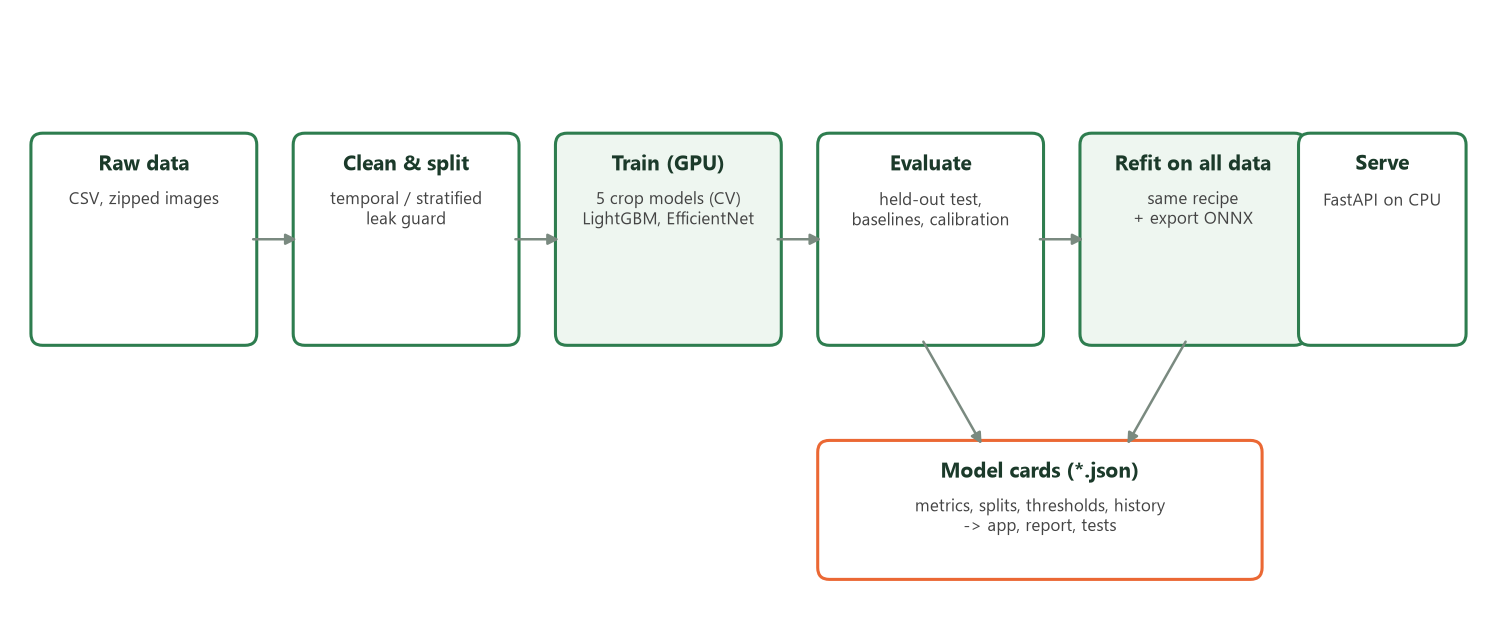 Raw data
CSV, zipped images
Clean & split
temporal / stratified
leak guard
Train (GPU)
5 crop models (CV)
LightGBM, EfficientNet
Evaluate
held-out test,
baselines, calibration
Refit on all data
same recipe
+ export ONNX
Serve
FastAPI on CPU
Model cards (*.json)
metrics, splits, thresholds, history
-> app, report, tests